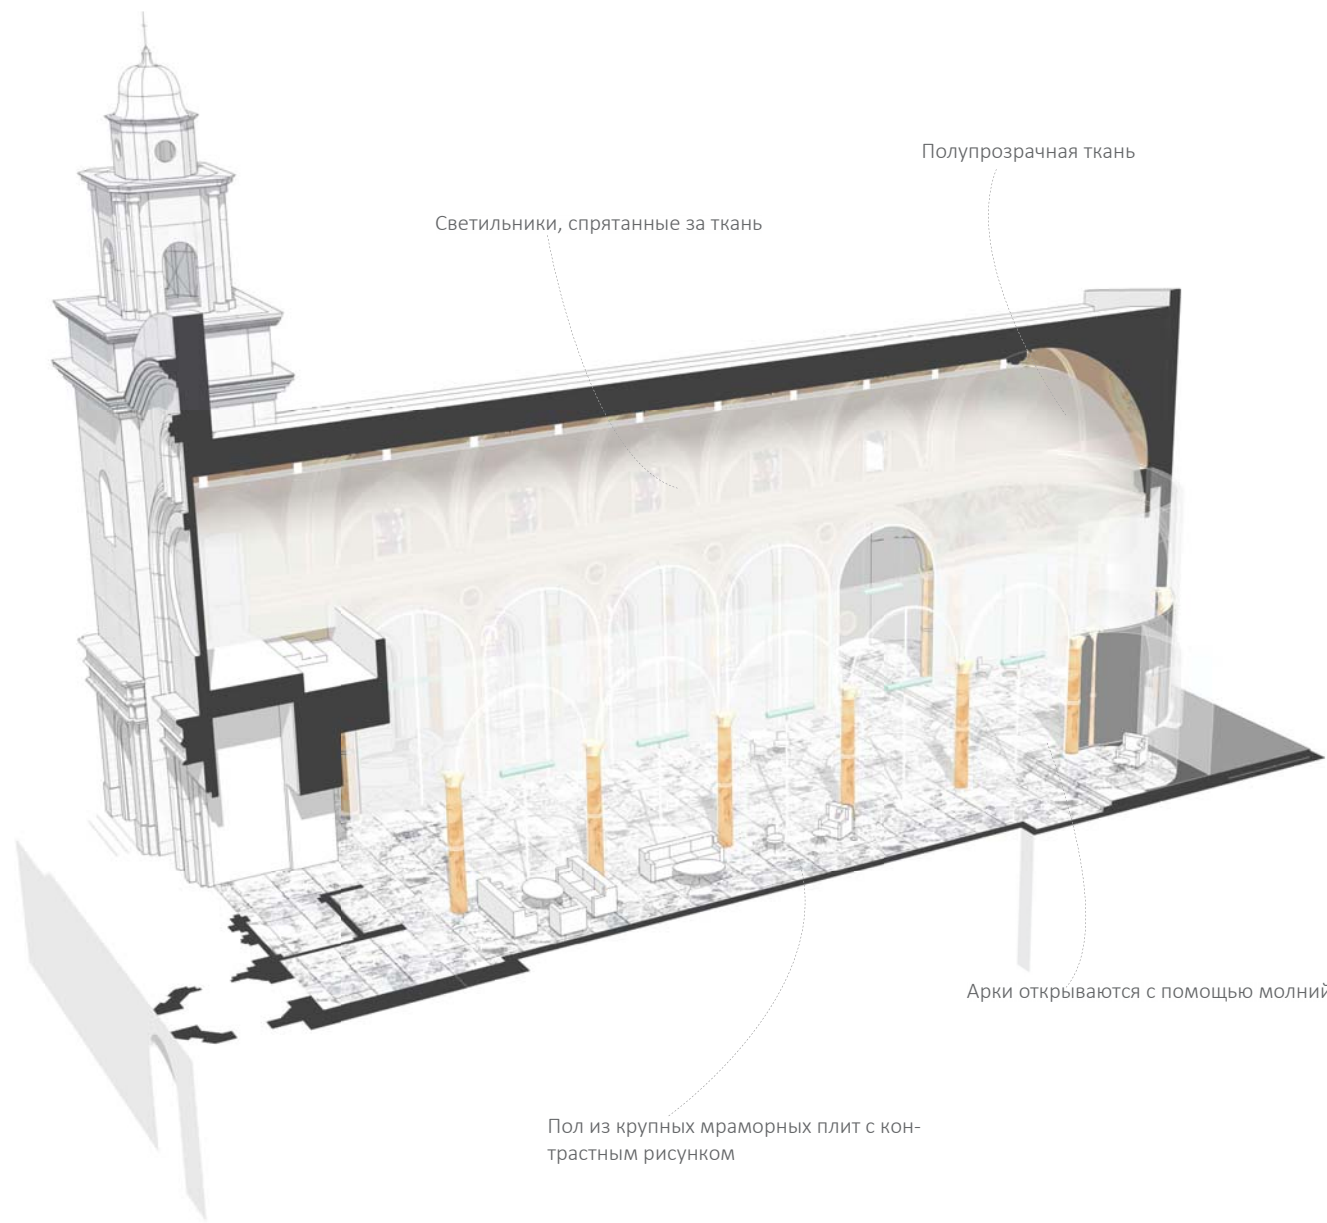 Полупрозрачная ткань
Светильники, спрятанные за ткань
Арки открываются с помощью молний
Пол из крупных мраморных плит с кон-
трастным рисунком